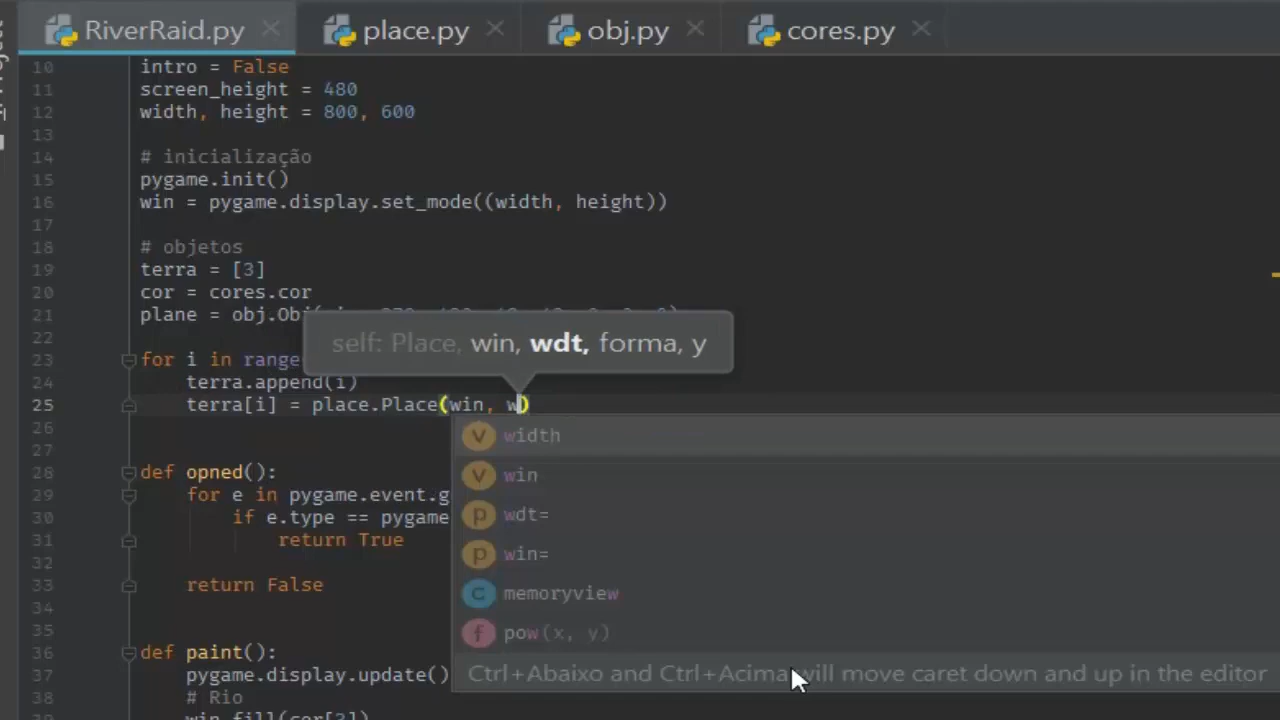 RiverRaid.py place.py obj.py cores.py
10 intro = False
11 screen_height = 480
12 width, height = 800, 600
13
14 # inicialização
15 pygame.init()
16 win = pygame.display.set_mode((width, height))
17
18 # objetos
19 terra = [3]
20 cor = cores.cor
21 plane = obj.Obj(
22
self: Place, win, wdt, forma, y
23 for i in range
24 terra.append(i)
25 terra[i] = place.Place(win, w)
26
width
27
win
28 def opned():
29 for e in pygame.event.g
wdt=
30 if e.type == pygame
31 return True
win=
32
memoryview
33 return False
34
pow(x, y)
35
36 def paint():
37 pygame.display.update()
Ctrl+Abaixo and Ctrl+Acima will move caret down and up in the editor
38 # Rio
win.fill(cor[3])